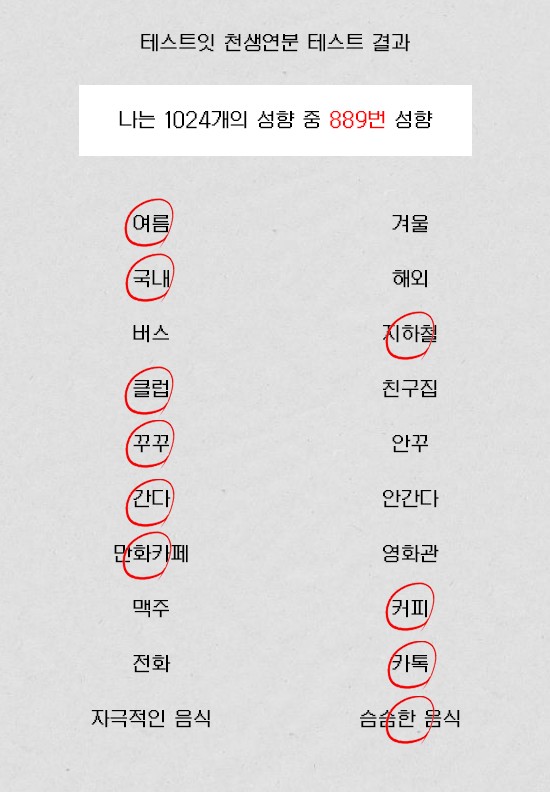 테스트잇 천생연분 테스트 결과
나는 1024개의 성향 중 889번 성향
여름 겨울
국내 해외
버스 지하철
클럽 친구집
꾸꾸 안꾸
간다 안간다
만화카페 영화관
맥주 커피
전화 카톡
자극적인 음식 슴슴한 음식